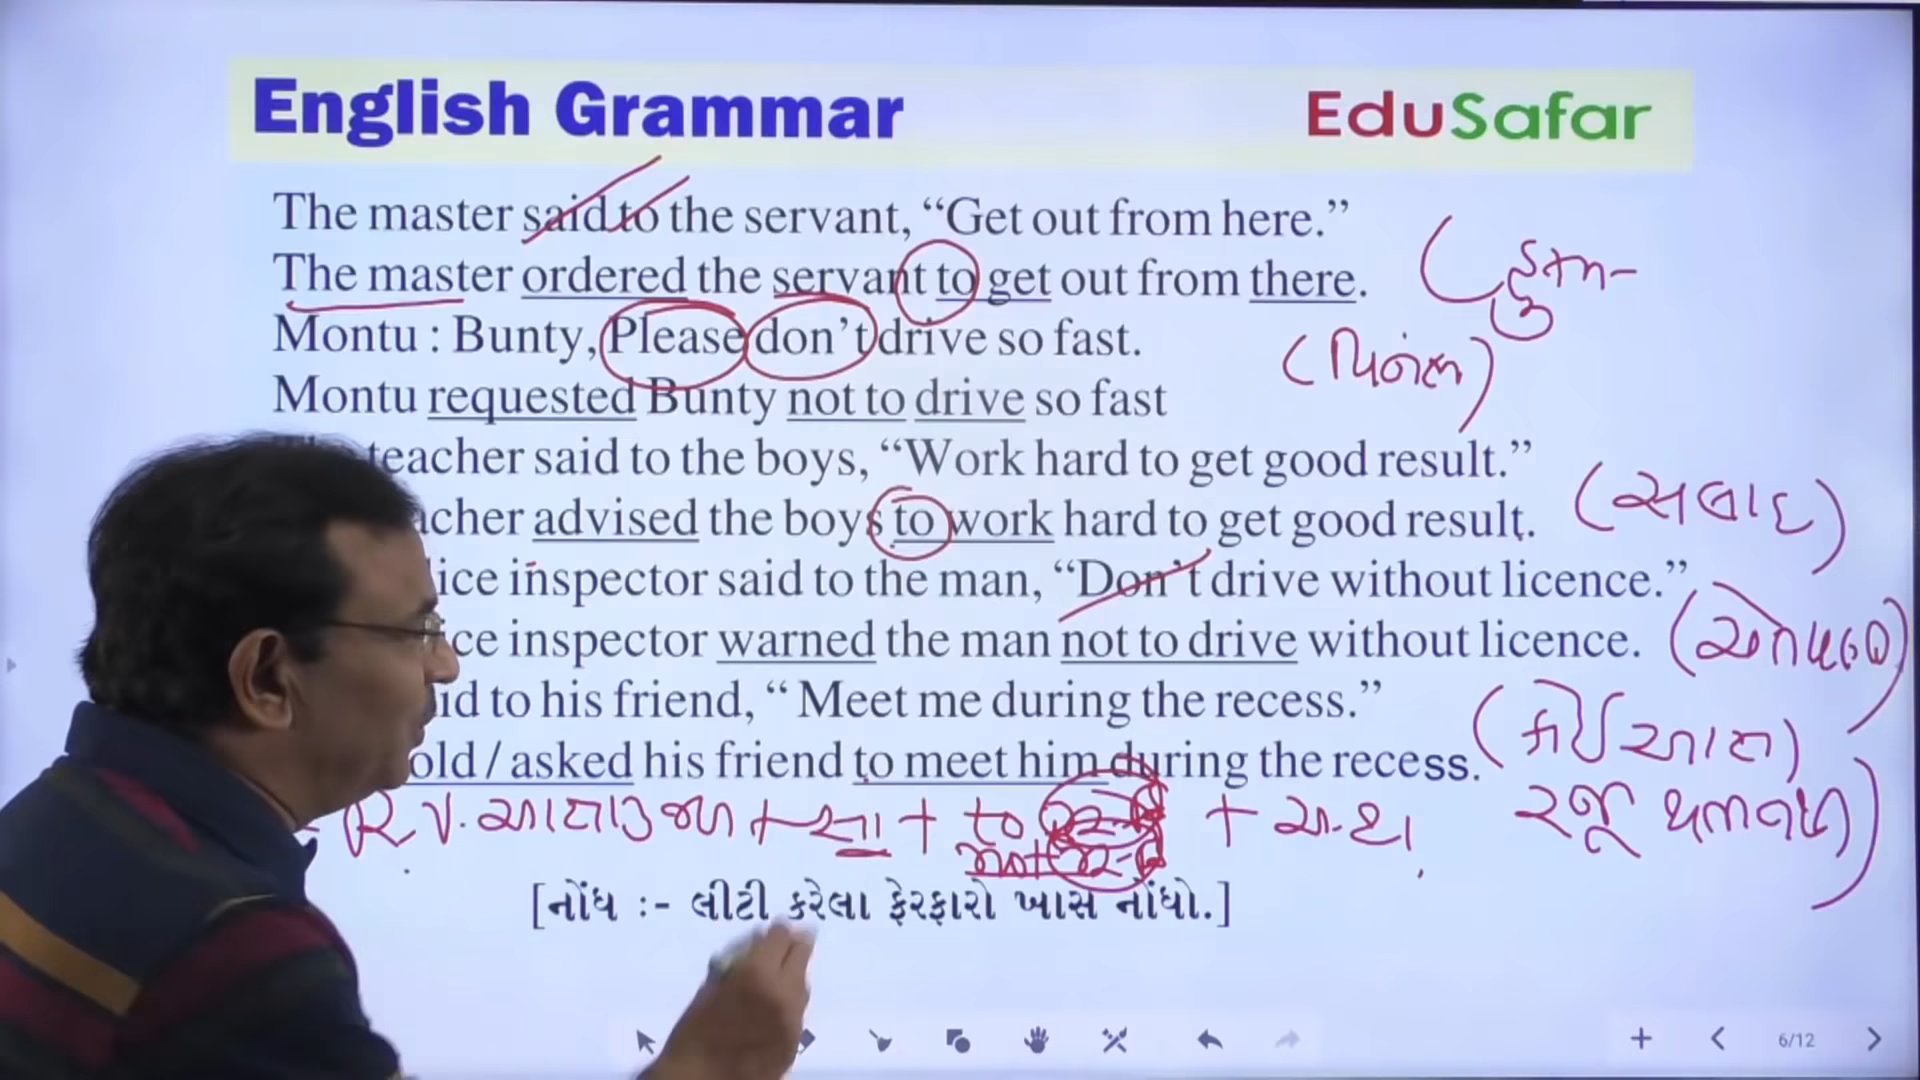 English Grammar EduSafar
The master said to the servant, “Get out from here.”
The master ordered the servant to get out from there.
Montu : Bunty, Please don’t drive so fast.
Montu requested Bunty not to drive so fast
teacher said to the boys, “Work hard to get good result.”
acher advised the boys to work hard to get good result.
(સલાહ)
lice inspector said to the man, “Don’t drive without licence.”
ce inspector warned the man not to drive without licence.
id to his friend, “ Meet me during the recess.”
old / asked his friend to meet him during the recess.
R.V. + સા + to +
not
[નોંધ :- લીટી કરેલા ફેરફારો ખાસ નોંધો.]
6/12